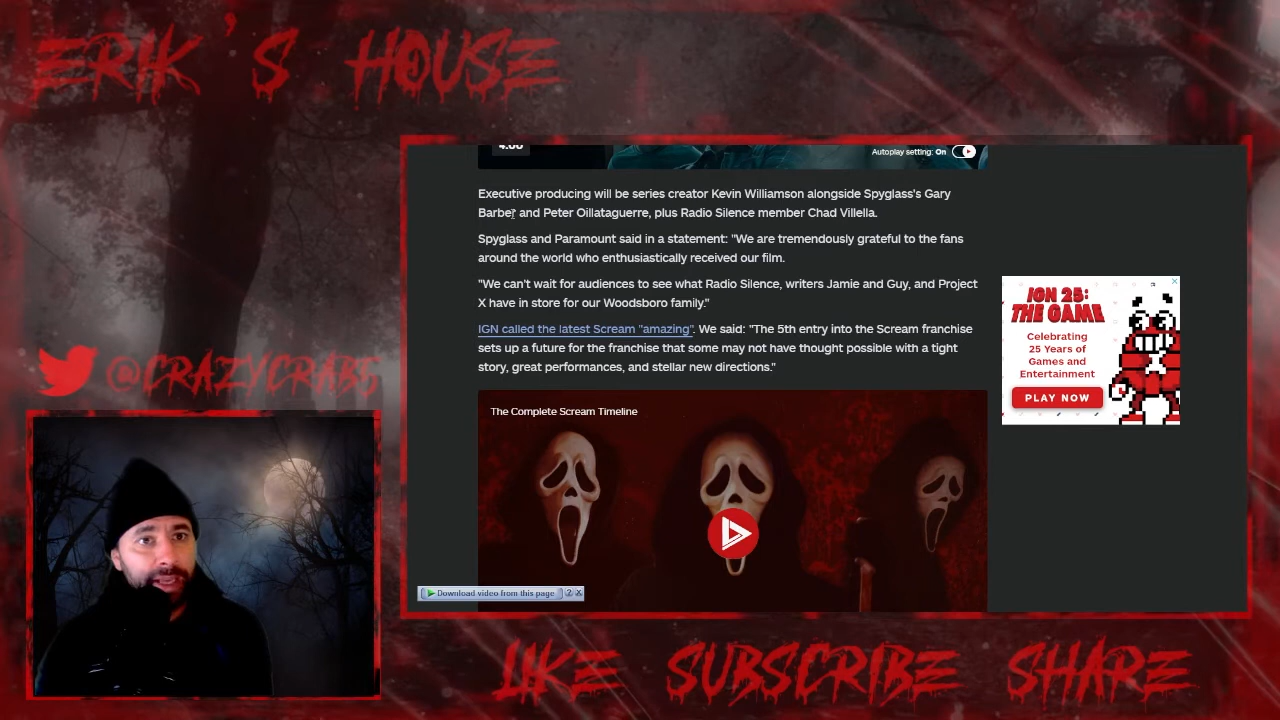 ERIK'S HOUSE
4:00
Autoplay setting: On
Executive producing will be series creator Kevin Williamson alongside Spyglass's Gary
Barber and Peter Oillataguerre, plus Radio Silence member Chad Villella.
Spyglass and Paramount said in a statement: "We are tremendously grateful to the fans
around the world who enthusiastically received our film.
"We can't wait for audiences to see what Radio Silence, writers Jamie and Guy, and Project
X have in store for our Woodsboro family."
IGN called the latest Scream "amazing". We said: "The 5th entry into the Scream franchise
sets up a future for the franchise that some may not have thought possible with a tight
story, great performances, and stellar new directions."
IGN 25:
THE GAME
Celebrating
25 Years of
Games and
Entertainment
PLAY NOW
@CRAZYCRABS
The Complete Scream Timeline
Download video from this page ? X
LIKE SUBSCRIBE SHARE